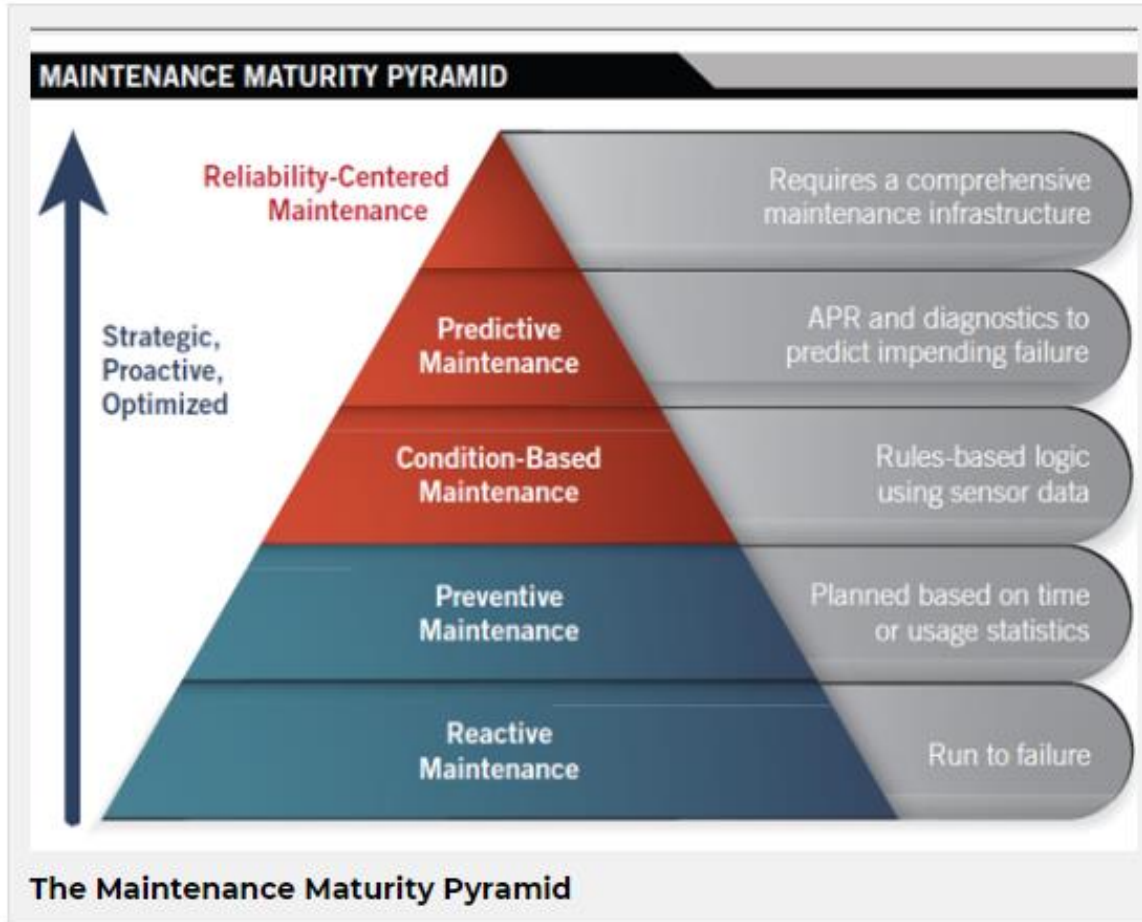 MAINTENANCE MATURITY PYRAMID
Reliability-Centered
Maintenance
Requires a comprehensive
maintenance infrastructure
Strategic,
Proactive,
Optimized
Predictive
Maintenance
APR and diagnostics to
predict impending failure
Condition-Based
Maintenance
Rules-based logic
using sensor data
Preventive
Maintenance
Planned based on time
or usage statistics
Reactive
Maintenance
Run to failure
The Maintenance Maturity Pyramid